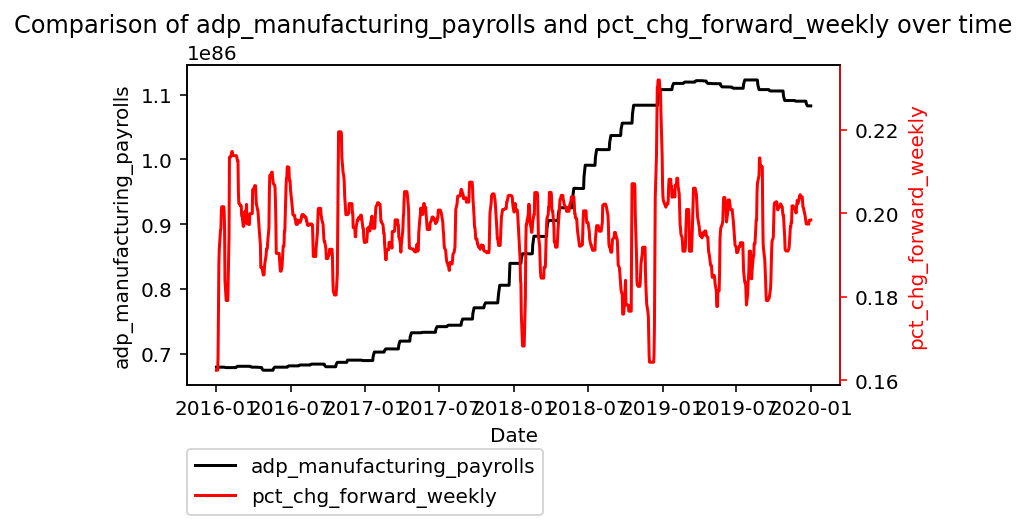 Comparison of adp_manufacturing_payrolls and pct_chg_forward_weekly over time
1e86
1.1
1.0
0.9
0.8
0.7
adp_manufacturing_payrolls
0.22
0.20
0.18
0.16
pct_chg_forward_weekly
2016-01 2016-07 2017-01 2017-07 2018-01 2018-07 2019-01 2019-07 2020-01
Date
adp_manufacturing_payrolls
pct_chg_forward_weekly